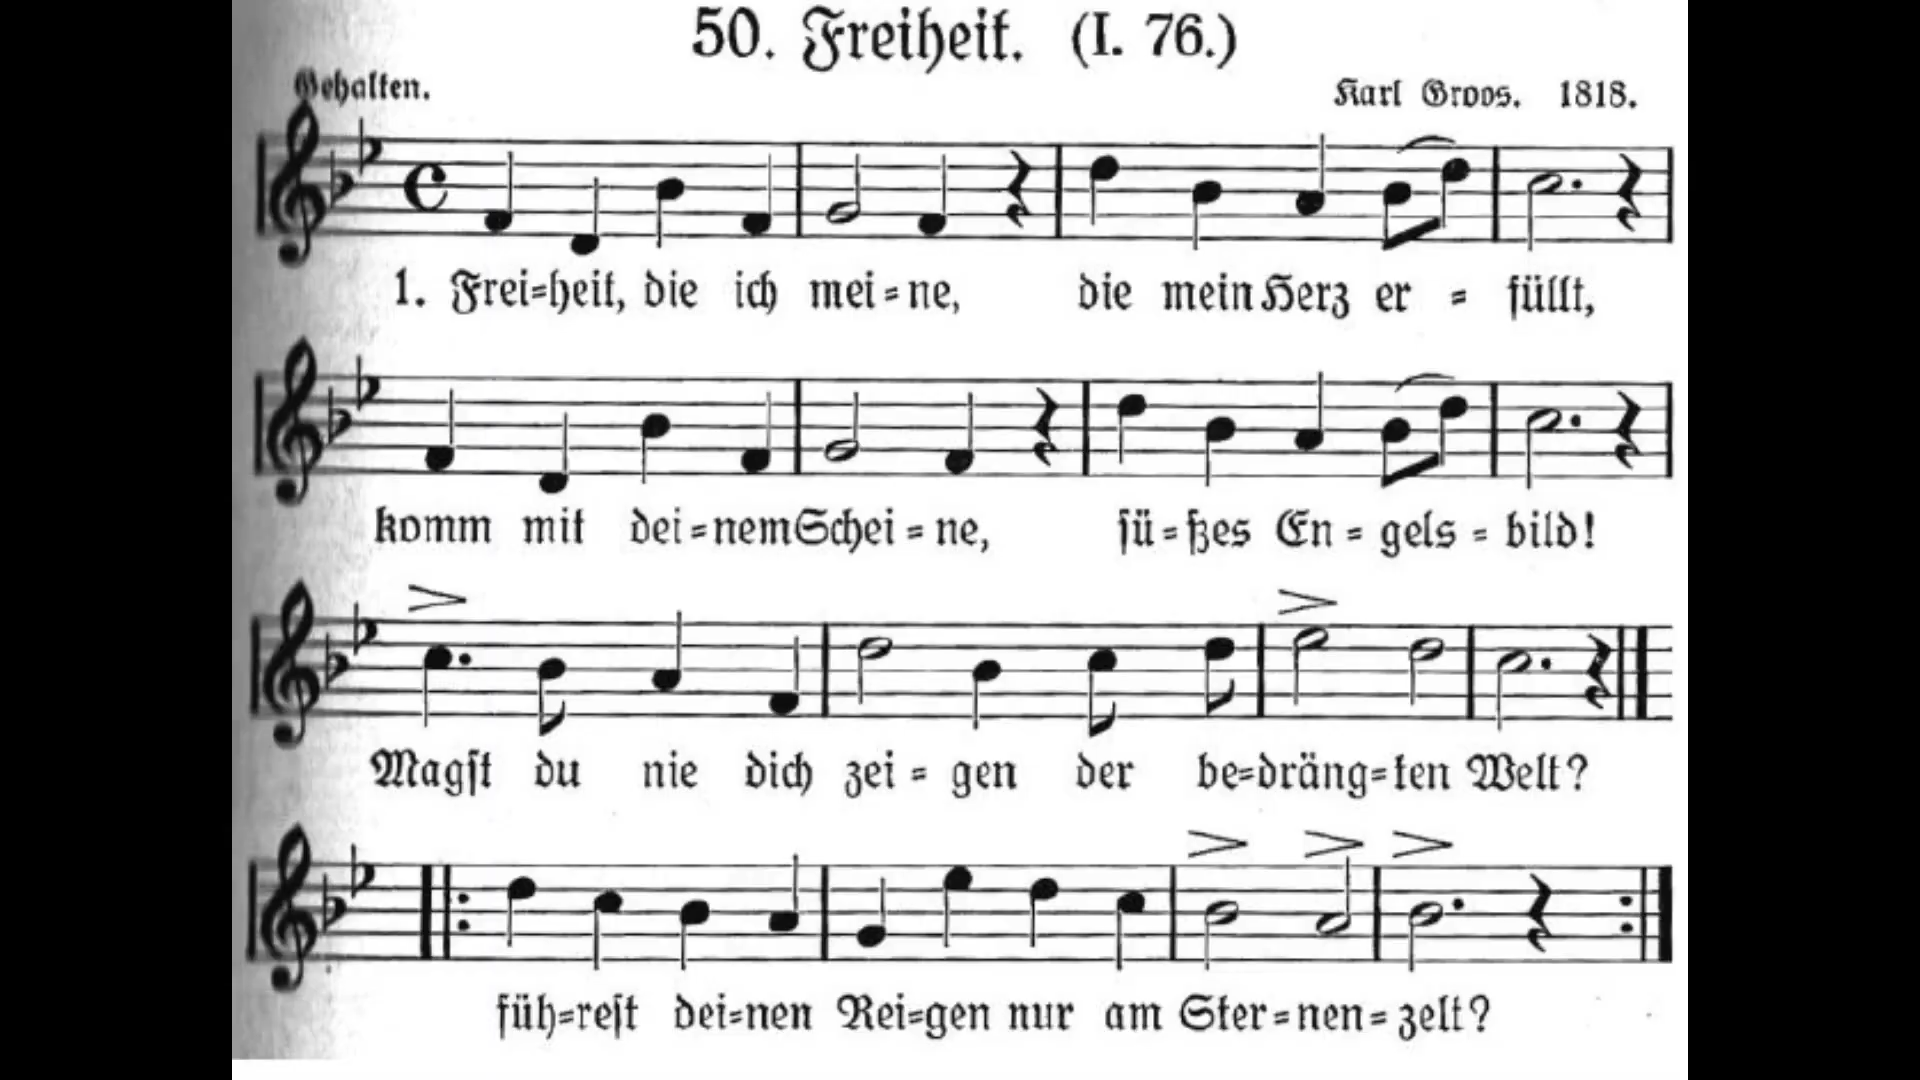 50. Freiheit. (I. 76.)
Gehalten.
Karl Groos. 1818.
1. Frei=heit, die ich mei=ne, die mein Herz er = füllt,
komm mit dei=nem Schei=ne, sü=ßes En=gels=bild!
Magst du nie dich zei=gen der be=dräng=ten Welt?
füh=rest dei=nen Rei=gen nur am Ster=nen=zelt?